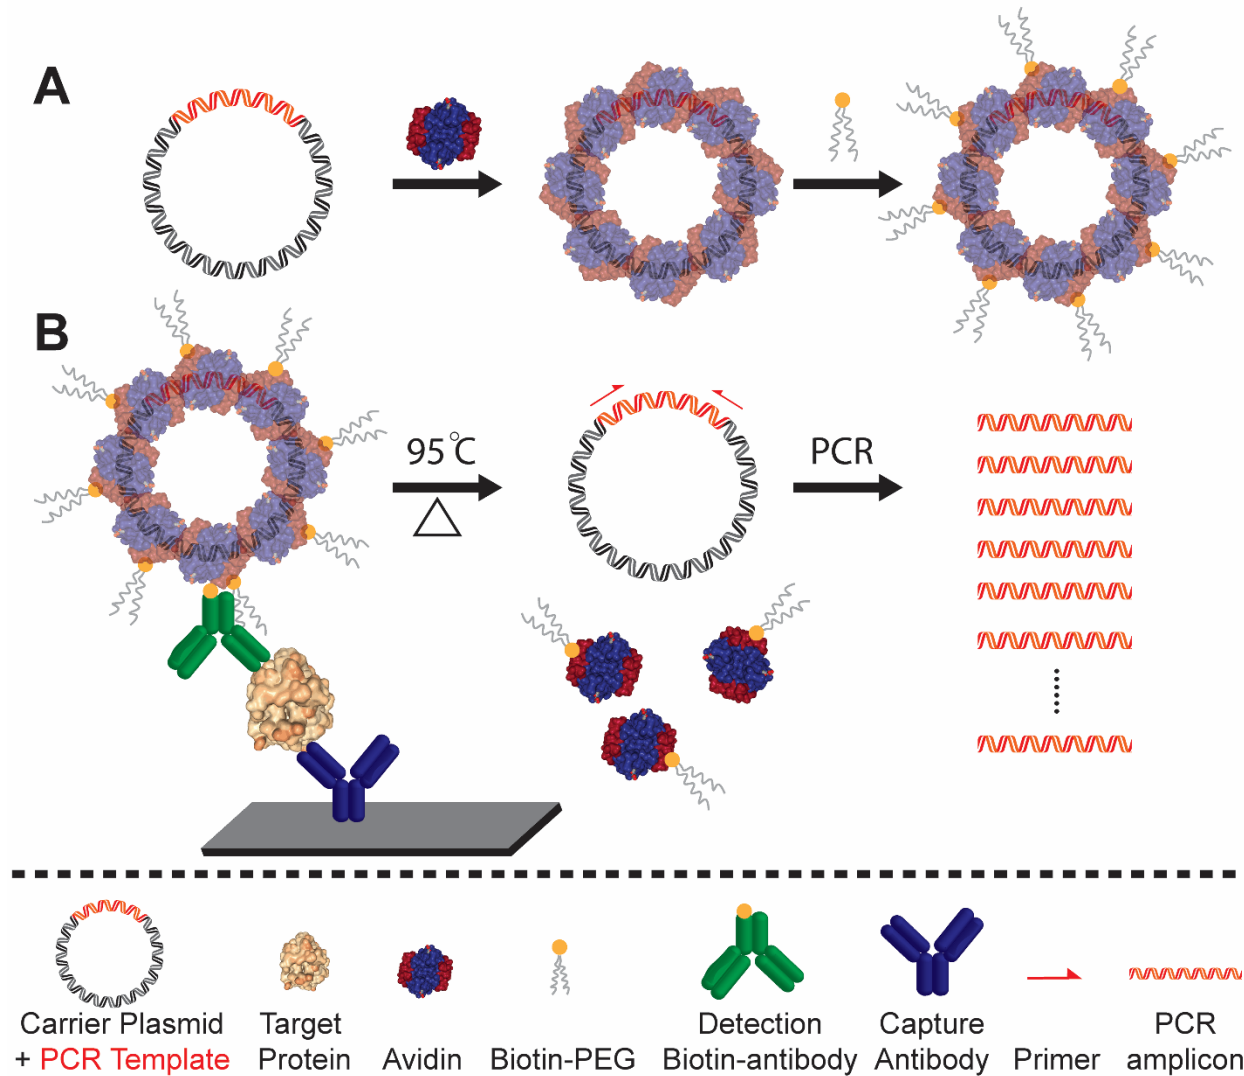 A
B
95°C
PCR
Carrier Plasmid
+ PCR Template
Target
Protein
Avidin
Biotin-PEG
Detection
Biotin-antibody
Capture
Antibody
Primer
PCR
amplicon